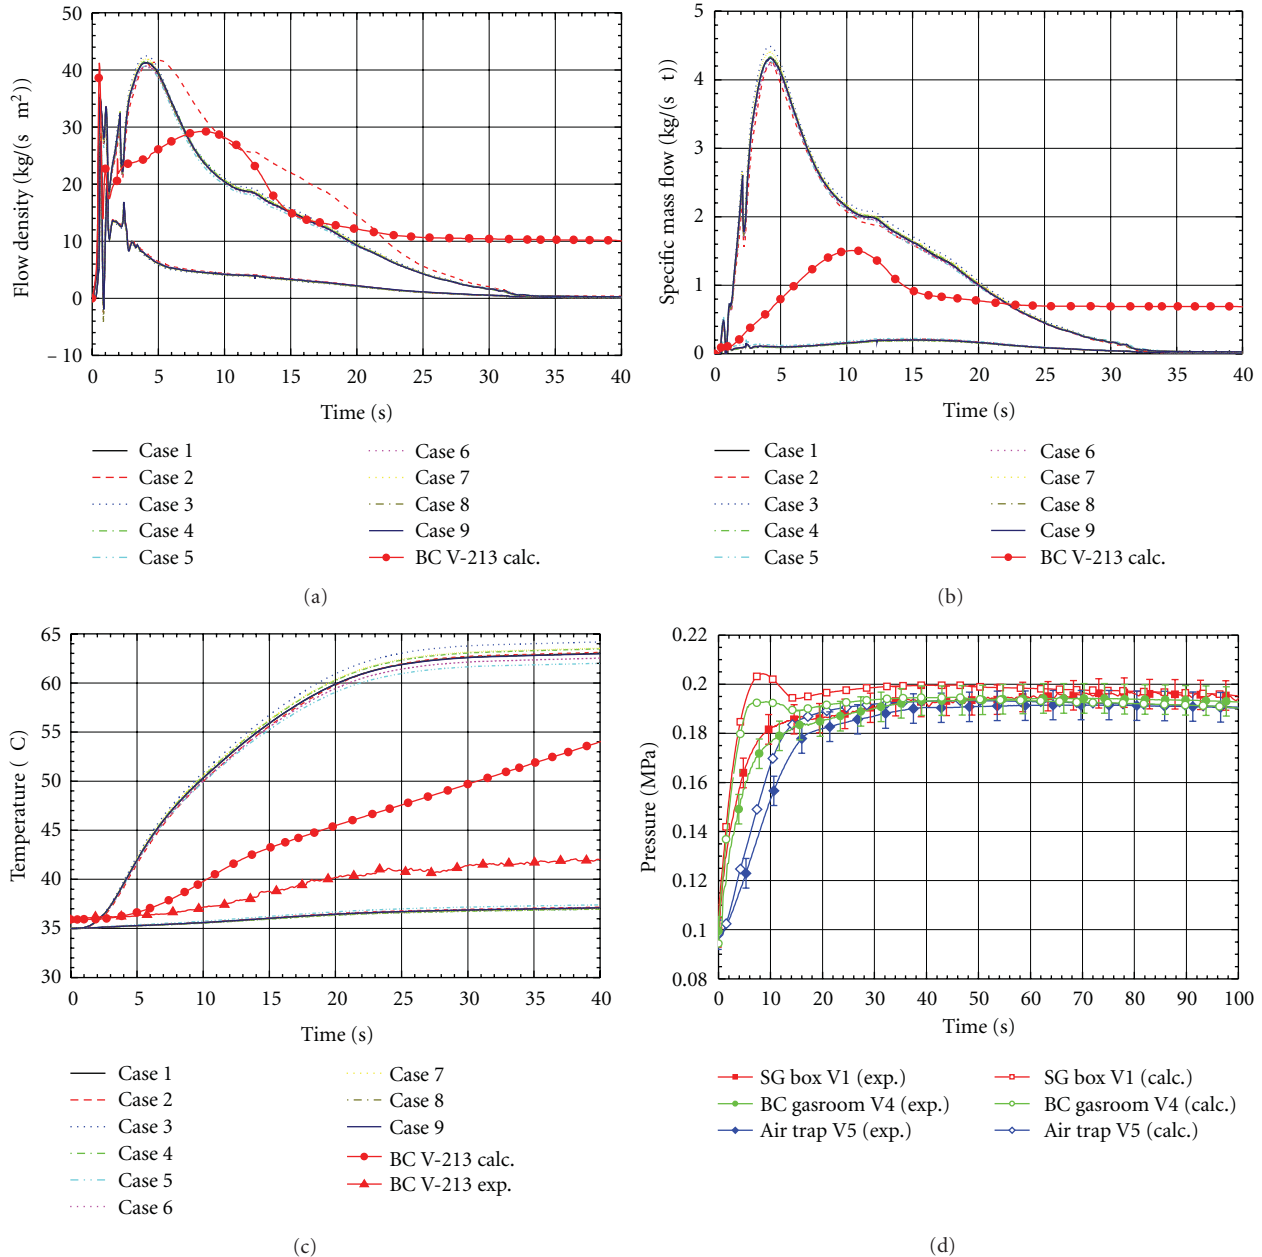 50
40
30
20
10
0
− 10
Flow density (kg/(s m²))
0 5 10 15 20 25 30 35 40
Time (s)
Case 1
Case 2
Case 3
Case 4
Case 5
Case 6
Case 7
Case 8
Case 9
BC V-213 calc.
(a)
5
4
3
2
1
0
Specific mass flow (kg/(s t))
0 5 10 15 20 25 30 35 40
Time (s)
Case 1
Case 2
Case 3
Case 4
Case 5
Case 6
Case 7
Case 8
Case 9
BC V-213 calc.
(b)
65
60
55
50
45
40
35
30
Temperature ( C)
0 5 10 15 20 25 30 35 40
Time (s)
Case 1
Case 2
Case 3
Case 4
Case 5
Case 6
Case 7
Case 8
Case 9
BC V-213 calc.
BC V-213 exp.
(c)
0.22
0.2
0.18
0.16
0.14
0.12
0.1
0.08
Pressure (MPa)
0 10 20 30 40 50 60 70 80 90 100
Time (s)
SG box V1 (exp.)
BC gasroom V4 (exp.)
Air trap V5 (exp.)
SG box V1 (calc.)
BC gasroom V4 (calc.)
Air trap V5 (calc.)
(d)